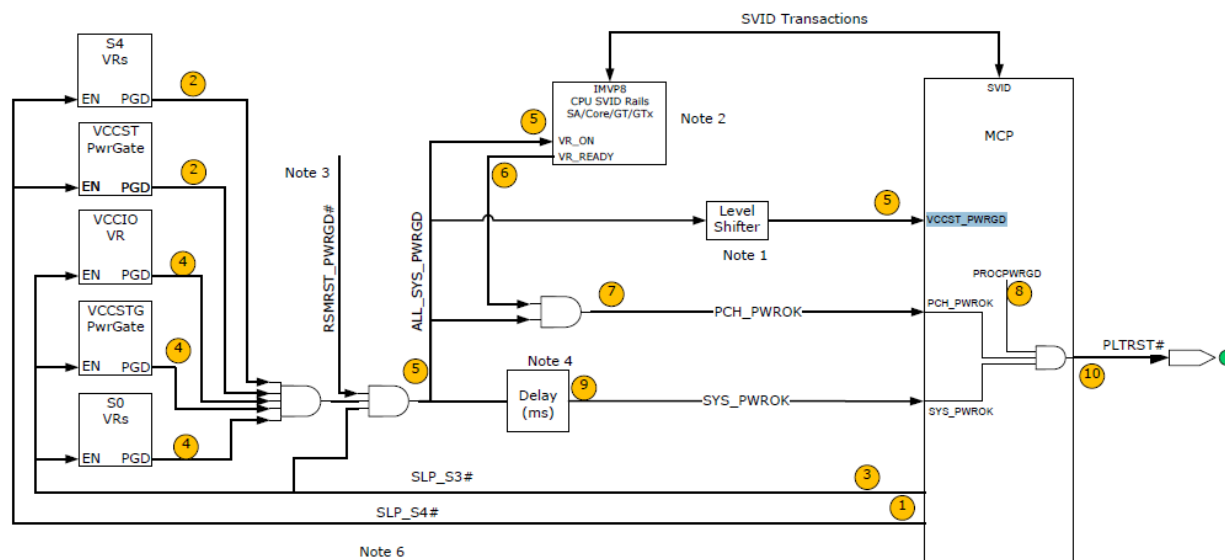 SVID Transactions
S4
VRs
EN PGD
2
VCCST
PwrGate
EN PGD
2
VCCIO
VR
EN PGD
4
VCCSTG
PwrGate
EN PGD
4
S0
VRs
EN PGD
4
Note 3
RSMRST_PWRGD#
ALL_SYS_PWRGD
5
IMVP8
CPU SVID Rails
SA/Core/GT/GTx
VR_ON
VR_READY
5
6
Note 2
Level
Shifter
Note 1
5
7
PCH_PWROK
Note 4
Delay
(ms)
9
SYS_PWROK
SVID
MCP
VCCST_PWRGD
PROCPWRGD
8
PCH_PWROK
SYS_PWROK
PLTRST#
10
SLP_S3#
3
SLP_S4#
1
Note 6